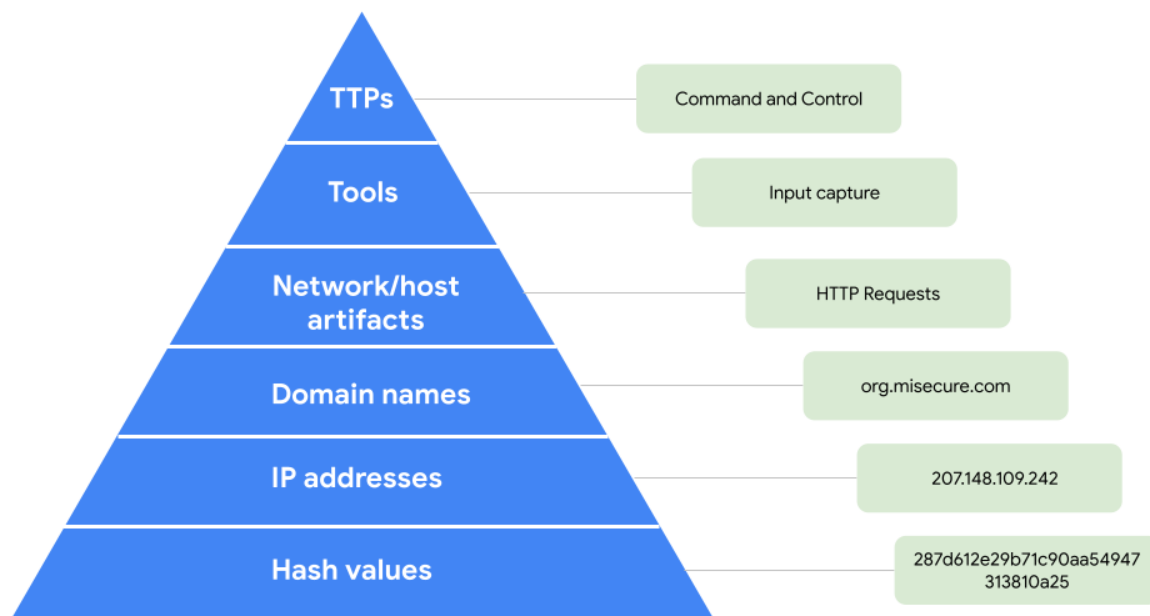 TTPs
Command and Control
Tools
Input capture
Network/host
artifacts
HTTP Requests
Domain names
org.misecure.com
IP addresses
207.148.109.242
Hash values
287d612e29b71c90aa54947
313810a25